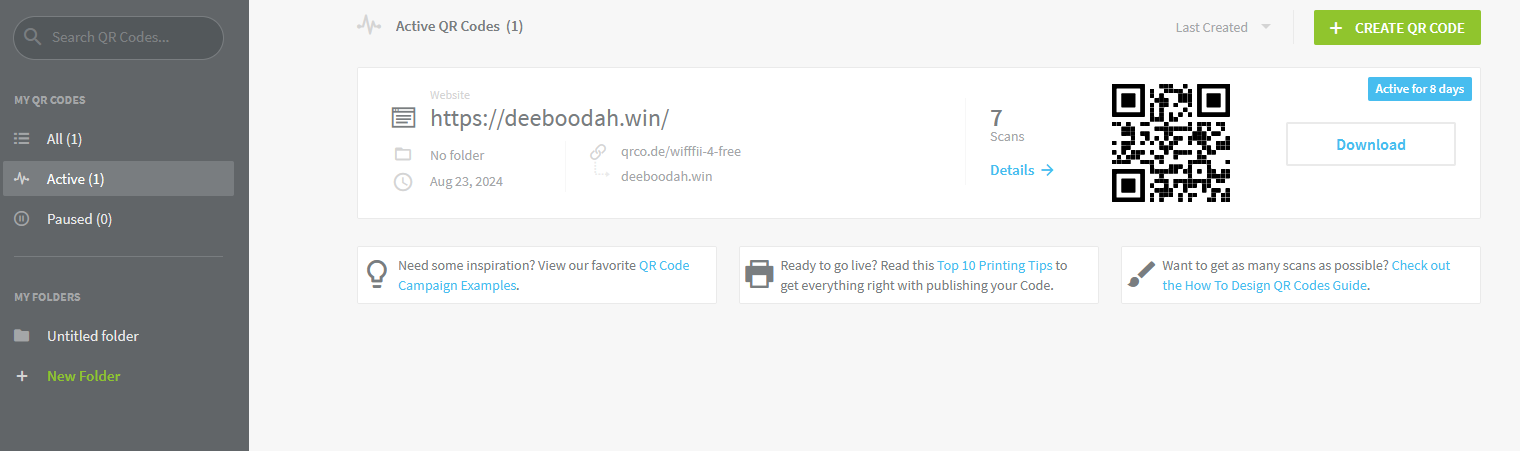 Search QR Codes...
MY QR CODES
All (1)
Active (1)
Paused (0)
MY FOLDERS
Untitled folder
New Folder
Active QR Codes (1)
Last Created
CREATE QR CODE
Website
https://deeboodah.win/
No folder
Aug 23, 2024
qrco.de/wifffii-4-free
deeboodah.win
7
Scans
Details
Active for 8 days
Download
Need some inspiration? View our favorite QR Code
Campaign Examples.
Ready to go live? Read this Top 10 Printing Tips to
get everything right with publishing your Code.
Want to get as many scans as possible? Check out
the How To Design QR Codes Guide.